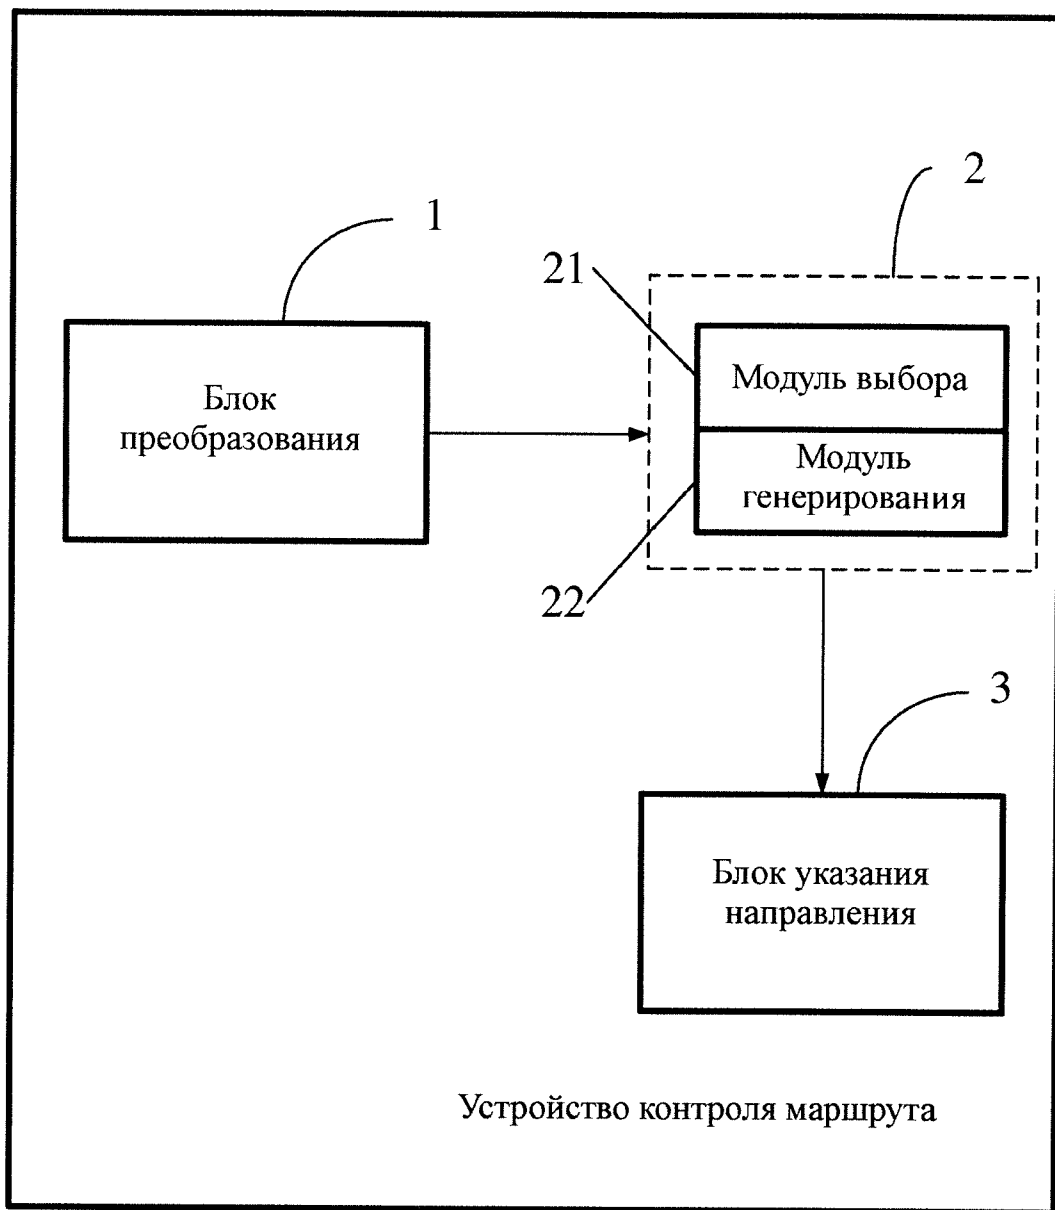 2
1
21
Модуль выбора
Блок
преобразования
Модуль
генерирования
22
3
Блок указания
направления
Устройство контроля маршрута